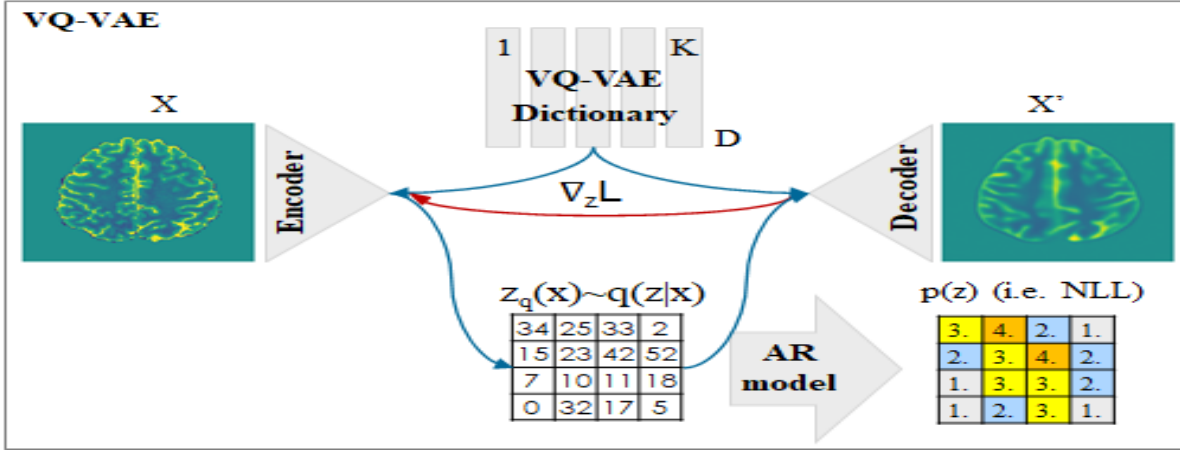 VQ-VAE
1 K
VQ-VAE
Dictionary
D
X
X'
Encoder
Decoder
∇zL
zq(x)~q(z|x)
34 25 33 2
15 23 42 52
7 10 11 18
0 32 17 5
AR
model
p(z) (i.e. NLL)
3. 4. 2. 1.
2. 3. 4. 2.
1. 3. 3. 2.
1. 2. 3. 1.